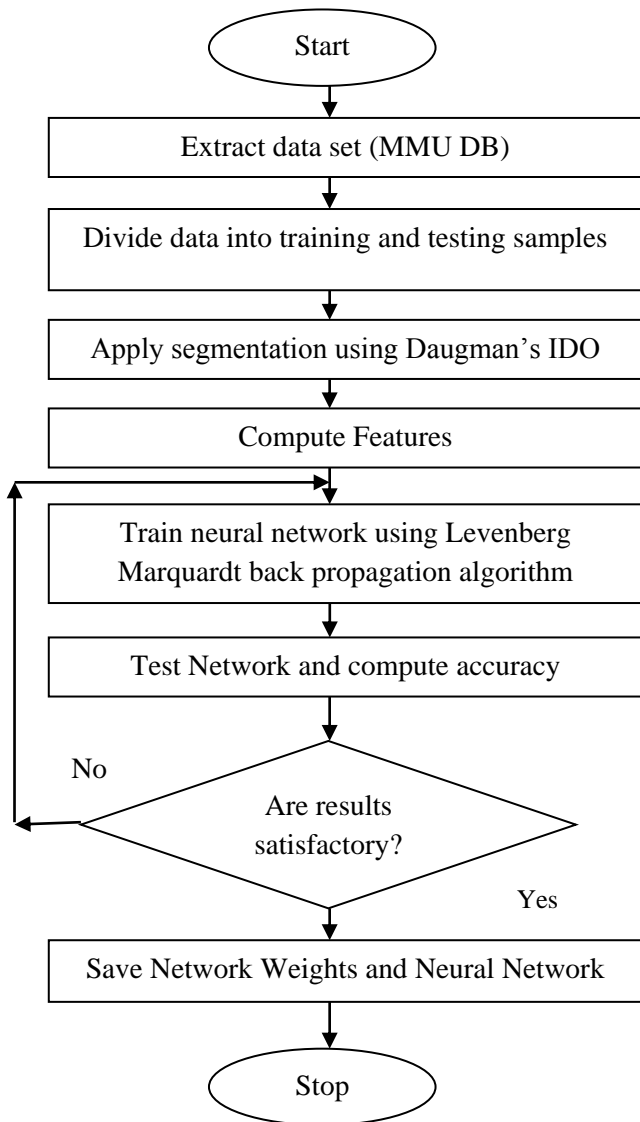 Start
Extract data set (MMU DB)
Divide data into training and testing samples
Apply segmentation using Daugman’s IDO
Compute Features
Train neural network using Levenberg
Marquardt back propagation algorithm
Test Network and compute accuracy
No
Are results
satisfactory?
Yes
Save Network Weights and Neural Network
Stop